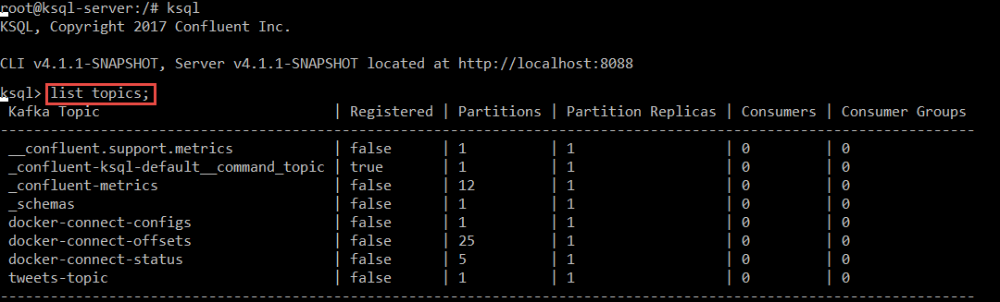 root@ksql-server:/# ksql
KSQL, Copyright 2017 Confluent Inc.
CLI v4.1.1-SNAPSHOT, Server v4.1.1-SNAPSHOT located at http://localhost:8088
ksql> list topics;
Kafka Topic | Registered | Partitions | Partition Replicas | Consumers | Consumer Groups
------------------------------------------------------------------------------------------------------------------------
__confluent.support.metrics | false | 1 | 1 | 0 | 0
_confluent-ksql-default__command_topic | true | 1 | 1 | 0 | 0
_confluent-metrics | false | 12 | 1 | 0 | 0
_schemas | false | 1 | 1 | 0 | 0
docker-connect-configs | false | 1 | 1 | 0 | 0
docker-connect-offsets | false | 25 | 1 | 0 | 0
docker-connect-status | false | 5 | 1 | 0 | 0
tweets-topic | false | 1 | 1 | 0 | 0
------------------------------------------------------------------------------------------------------------------------